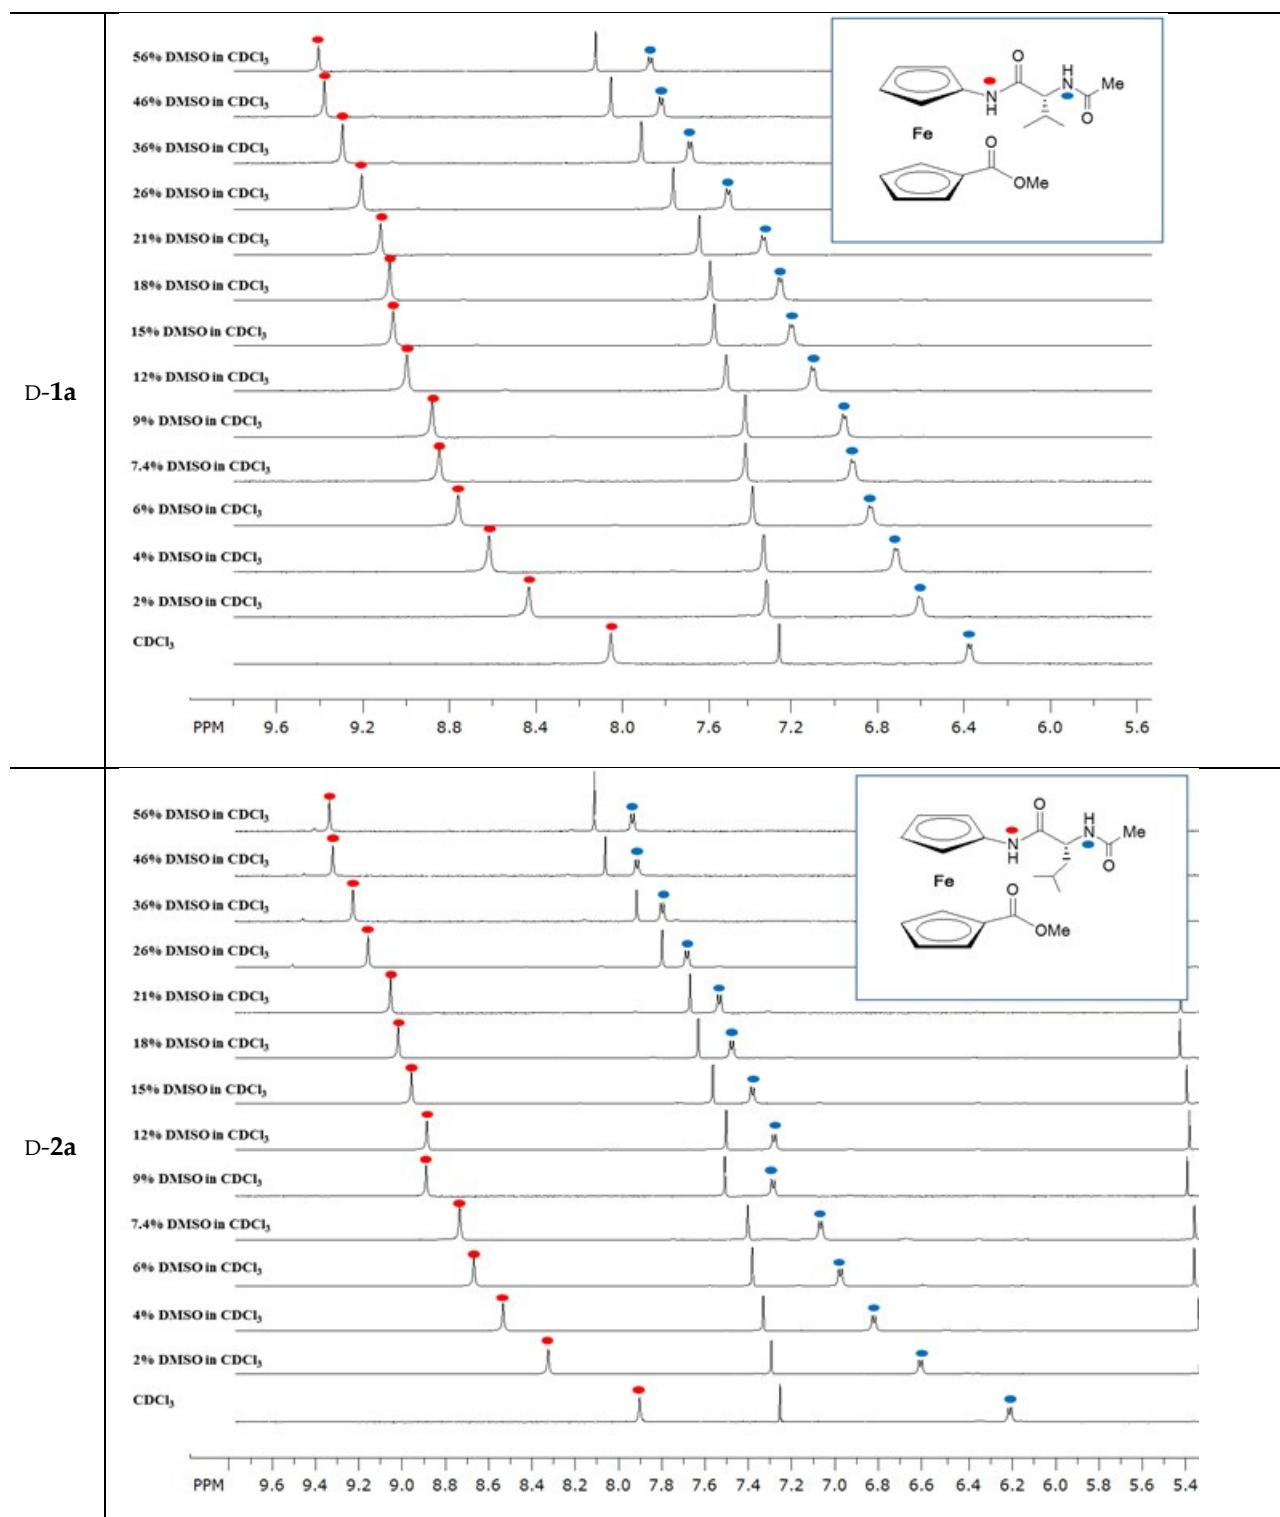 D-1a
56% DMSO in CDCl3
46% DMSO in CDCl3
36% DMSO in CDCl3
26% DMSO in CDCl3
21% DMSO in CDCl3
18% DMSO in CDCl3
15% DMSO in CDCl3
12% DMSO in CDCl3
9% DMSO in CDCl3
7.4% DMSO in CDCl3
6% DMSO in CDCl3
4% DMSO in CDCl3
2% DMSO in CDCl3
CDCl3
O
H
N
Me
N
H
O
Fe
O
OMe
PPM 9.6 9.2 8.8 8.4 8.0 7.6 7.2 6.8 6.4 6.0 5.6
D-2a
56% DMSO in CDCl3
46% DMSO in CDCl3
36% DMSO in CDCl3
26% DMSO in CDCl3
21% DMSO in CDCl3
18% DMSO in CDCl3
15% DMSO in CDCl3
12% DMSO in CDCl3
9% DMSO in CDCl3
7.4% DMSO in CDCl3
6% DMSO in CDCl3
4% DMSO in CDCl3
2% DMSO in CDCl3
CDCl3
O
H
N
Me
N
H
O
Fe
O
OMe
PPM 9.6 9.4 9.2 9.0 8.8 8.6 8.4 8.2 8.0 7.8 7.6 7.4 7.2 7.0 6.8 6.6 6.4 6.2 6.0 5.8 5.6 5.4